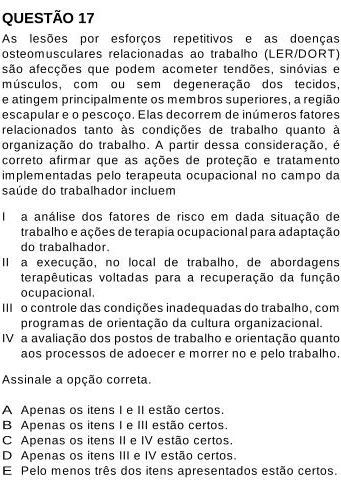 QUESTÃO 17
As lesões por esforços repetitivos e as doenças
osteomusculares relacionadas ao trabalho (LER/DORT)
são afecções que podem acometer tendões, sinóvias e
músculos, com ou sem degeneração dos tecidos,
e atingem principalmente os membros superiores, a região
escapular e o pescoço. Elas decorrem de inúmeros fatores
relacionados tanto às condições de trabalho quanto à
organização do trabalho. A partir dessa consideração, é
correto afirmar que as ações de proteção e tratamento
implementadas pelo terapeuta ocupacional no campo da
saúde do trabalhador incluem
I a análise dos fatores de risco em dada situação de
trabalho e ações de terapia ocupacional para adaptação
do trabalhador.
II a execução, no local de trabalho, de abordagens
terapêuticas voltadas para a recuperação da função
ocupacional.
III o controle das condições inadequadas do trabalho, com
programas de orientação da cultura organizacional.
IV a avaliação dos postos de trabalho e orientação quanto
aos processos de adoecer e morrer no e pelo trabalho.
Assinale a opção correta.
A Apenas os itens I e II estão certos.
B Apenas os itens I e III estão certos.
C Apenas os itens II e IV estão certos.
D Apenas os itens III e IV estão certos.
E Pelo menos três dos itens apresentados estão certos.